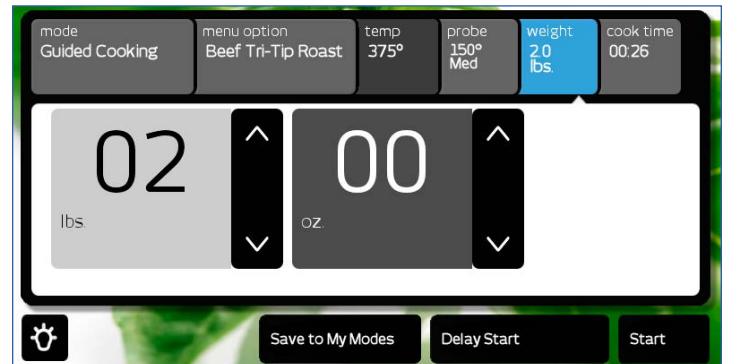 mode
Guided Cooking
menu option
Beef Tri-Tip Roast
temp
375°
probe
150°
Med
weight
2.0
lbs.
cook time
00:26
02
lbs.
00
oz.
Save to My Modes
Delay Start
Start